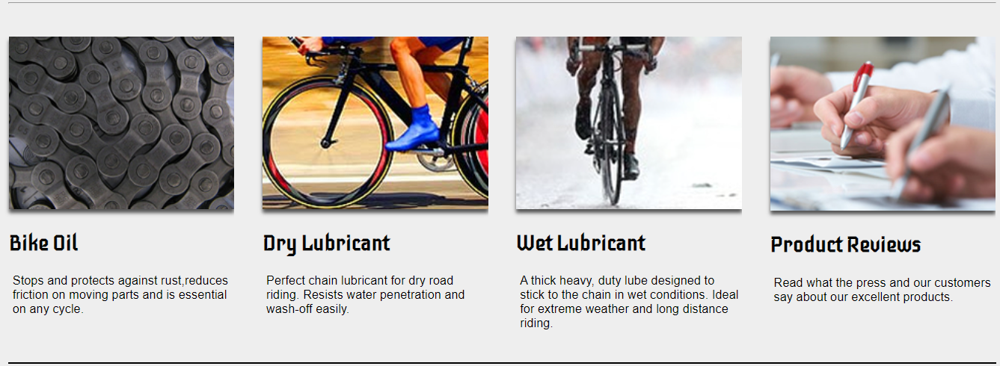 Bike Oil
Stops and protects against rust,reduces
friction on moving parts and is essential
on any cycle.
Dry Lubricant
Perfect chain lubricant for dry road
riding. Resists water penetration and
wash-off easily.
Wet Lubricant
A thick heavy, duty lube designed to
stick to the chain in wet conditions. Ideal
for extreme weather and long distance
riding.
Product Reviews
Read what the press and our customers
say about our excellent products.